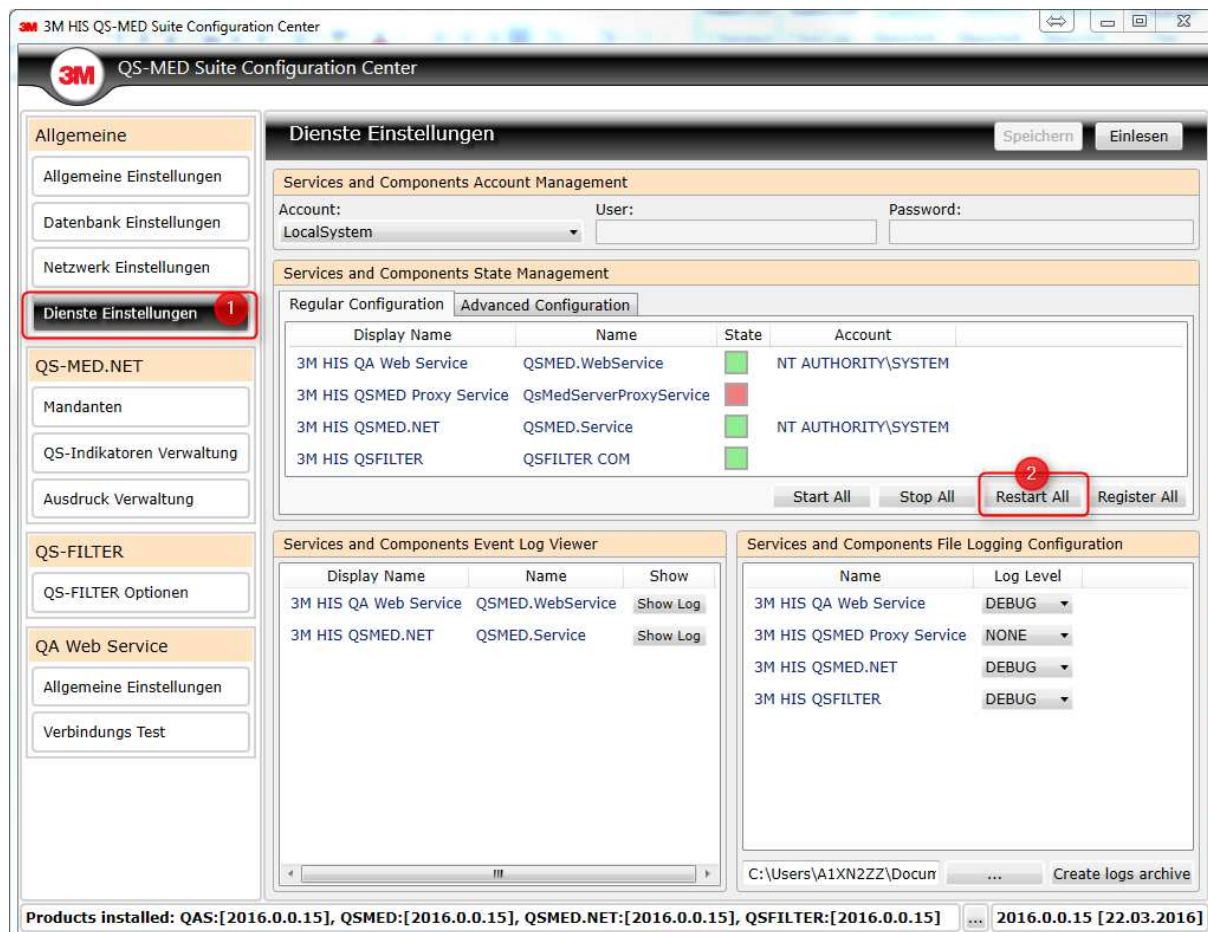 3M 3M HIS QS-MED Suite Configuration Center
3M QS-MED Suite Configuration Center
Allgemeine
Allgemeine Einstellungen
Datenbank Einstellungen
Netzwerk Einstellungen
Dienste Einstellungen 1
QS-MED.NET
Mandanten
QS-Indikatoren Verwaltung
Ausdruck Verwaltung
QS-FILTER
QS-FILTER Optionen
QA Web Service
Allgemeine Einstellungen
Verbindungs Test
Dienste Einstellungen Speichern Einlesen
Services and Components Account Management
Account: User: Password:
LocalSystem
Services and Components State Management
Regular Configuration Advanced Configuration
Display Name Name State Account
3M HIS QA Web Service QSMED.WebService NT AUTHORITY\SYSTEM
3M HIS QSMED Proxy Service QsMedServerProxyService
3M HIS QSMED.NET QSMED.Service NT AUTHORITY\SYSTEM
3M HIS QSFILTER QSFILTER COM
2
Start All Stop All Restart All Register All
Services and Components Event Log Viewer
Display Name Name Show
3M HIS QA Web Service QSMED.WebService Show Log
3M HIS QSMED.NET QSMED.Service Show Log
Services and Components File Logging Configuration
Name Log Level
3M HIS QA Web Service DEBUG
3M HIS QSMED Proxy Service NONE
3M HIS QSMED.NET DEBUG
3M HIS QSFILTER DEBUG
C:\Users\A1XN2ZZ\Docum ... Create logs archive
Products installed: QAS:[2016.0.0.15], QSMED:[2016.0.0.15], QSMED.NET:[2016.0.0.15], QSFILTER:[2016.0.0.15] ... 2016.0.0.15 [22.03.2016]